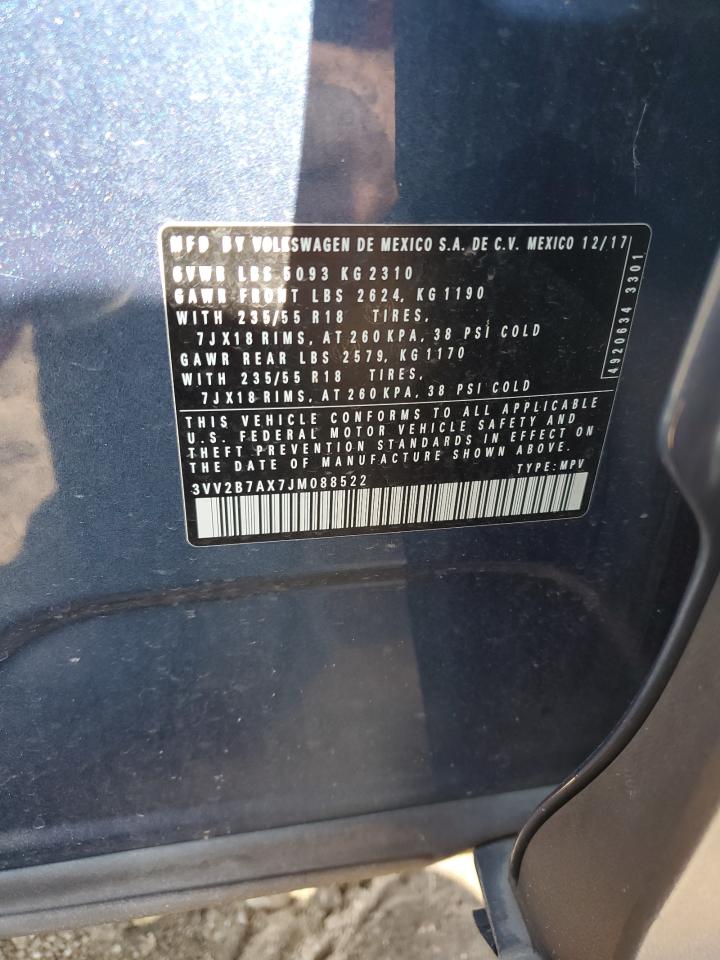 MFD BY VOLKSWAGEN DE MEXICO S.A. DE C.V. MEXICO 12/17
GVWR LBS 5093 KG 2310
GAWR FRONT LBS 2624, KG 1190
WITH 235/55 R18 TIRES,
7JX18 RIMS, AT 260 KPA, 38 PSI COLD
GAWR REAR LBS 2579, KG 1170
WITH 235/55 R18 TIRES,
7JX18 RIMS, AT 260 KPA, 38 PSI COLD
4920634 3301
THIS VEHICLE CONFORMS TO ALL APPLICABLE
U.S. FEDERAL MOTOR VEHICLE SAFETY AND
THEFT PREVENTION STANDARDS IN EFFECT ON
THE DATE OF MANUFACTURE SHOWN ABOVE.
3VV2B7AX7JM088522 TYPE: MPV